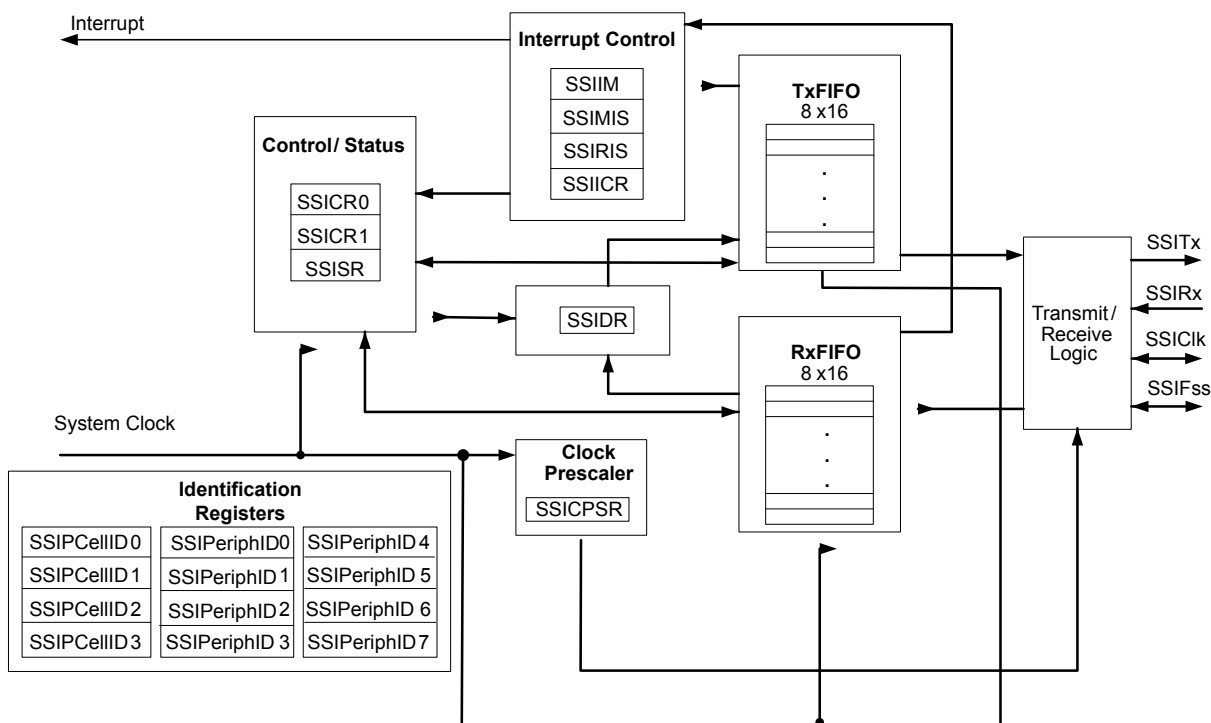 Interrupt
Interrupt Control
SSIIM
SSIMIS
SSIRIS
SSIICR
TxFIFO
8 x16
.
.
.
Control/ Status
SSICR0
SSICR1
SSISR
SSIDR
RxFIFO
8 x16
.
.
.
Transmit/
Receive
Logic
SSITx
SSIRx
SSIClk
SSIFss
System Clock
Clock
Prescaler
SSICPSR
Identification
Registers
SSIPCellID0 SSIPeriphID0 SSIPeriphID4
SSIPCellID1 SSIPeriphID1 SSIPeriphID5
SSIPCellID2 SSIPeriphID2 SSIPeriphID6
SSIPCellID3 SSIPeriphID3 SSIPeriphID7